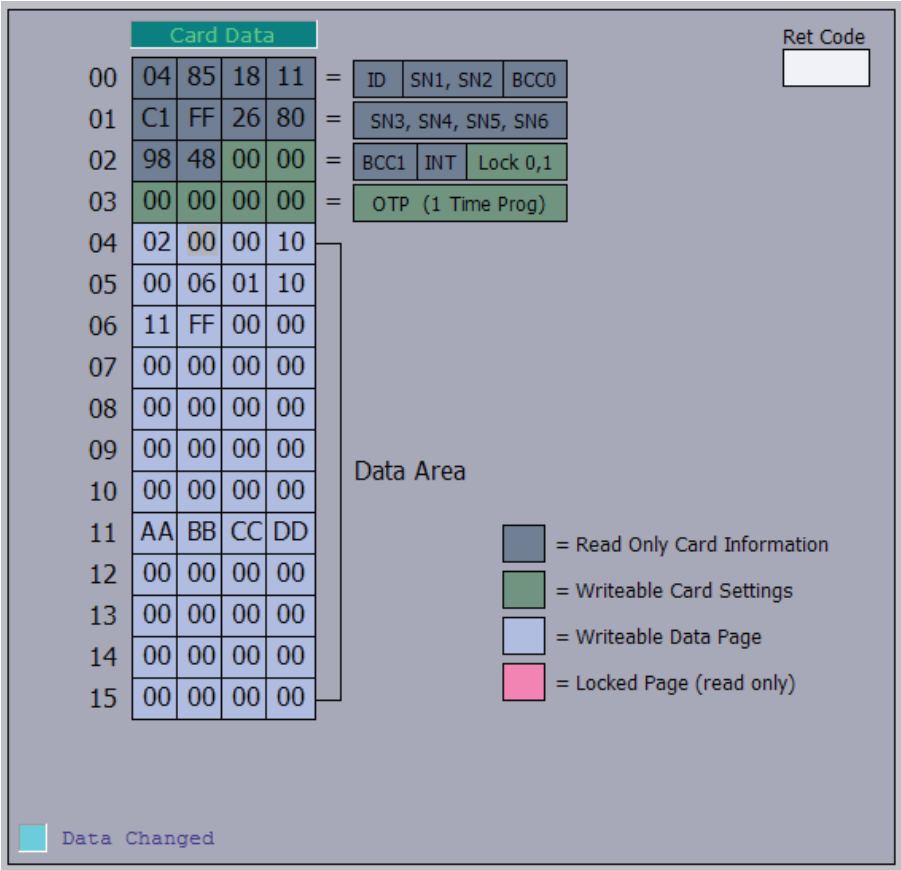 Card Data
Ret Code
00 04 85 18 11 = ID SN1, SN2 BCC0
01 C1 FF 26 80 = SN3, SN4, SN5, SN6
02 98 48 00 00 = BCC1 INT Lock 0,1
03 00 00 00 00 = OTP (1 Time Prog)
04 02 00 00 10
05 00 06 01 10
06 11 FF 00 00
07 00 00 00 00
08 00 00 00 00
09 00 00 00 00
Data Area
10 00 00 00 00
11 AA BB CC DD
= Read Only Card Information
12 00 00 00 00
= Writeable Card Settings
13 00 00 00 00
= Writeable Data Page
14 00 00 00 00
= Locked Page (read only)
15 00 00 00 00
Data Changed